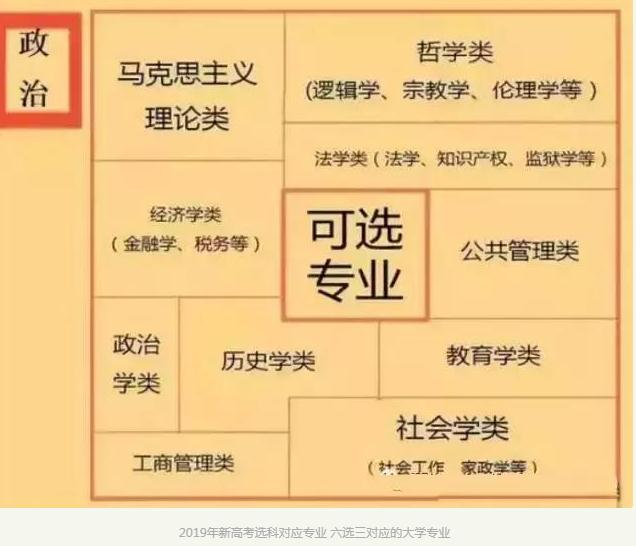 政
治
马克思主义
理论类
哲学类
(逻辑学、宗教学、伦理学等 )
法学类 ( 法学、知识产权、监狱学等 )
经济学类
( 金融学、税务等 )
可选
专业
公共管理类
政治
学类
历史学类
教育学类
工商管理类
社会学类
( 社会工作 家政学等 )
2019年新高考选科对应专业 六选三对应的大学专业